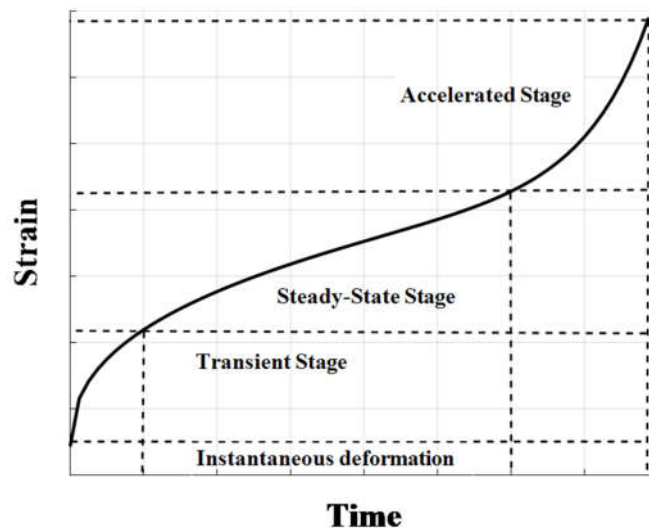 Accelerated Stage
Strain
Steady-State Stage
Transient Stage
Instantaneous deformation
Time